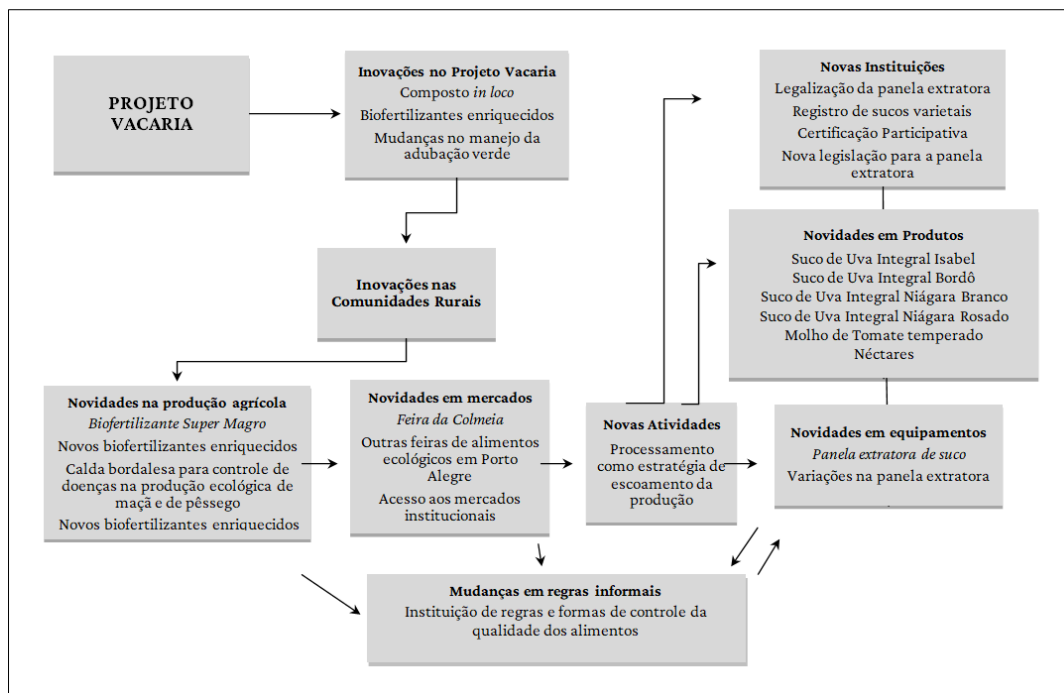 PROJETO
VACARIA
Inovações no Projeto Vacaria
Composto in loco
Biofertilizantes enriquecidos
Mudanças no manejo da
adubação verde
Novas Instituições
Legalização da panela extratora
Registro de sucos varietais
Certificação Participativa
Nova legislação para a panela
extratora
Inovações nas
Comunidades Rurais
Novidades em Produtos
Suco de Uva Integral Isabel
Suco de Uva Integral Bordô
Suco de Uva Integral Niágara Branco
Suco de Uva Integral Niágara Rosado
Molho de Tomate temperado
Néctares
Novidades na produção agrícola
Biofertilizante Super Magro
Novos biofertilizantes enriquecidos
Calda bordalesa para controle de
doenças na produção ecológica de
maçã e de pêssego
Novos biofertilizantes enriquecidos
Novidades em mercados
Feira da Colmeia
Outras feiras de alimentos
ecológicos em Porto
Alegre
Acesso aos mercados
institucionais
Novas Atividades
Processamento
como estratégia de
escoamento da
produção
Novidades em equipamentos
Panela extratora de suco
Variações na panela extratora
Mudanças em regras informais
Instituição de regras e formas de controle da
qualidade dos alimentos